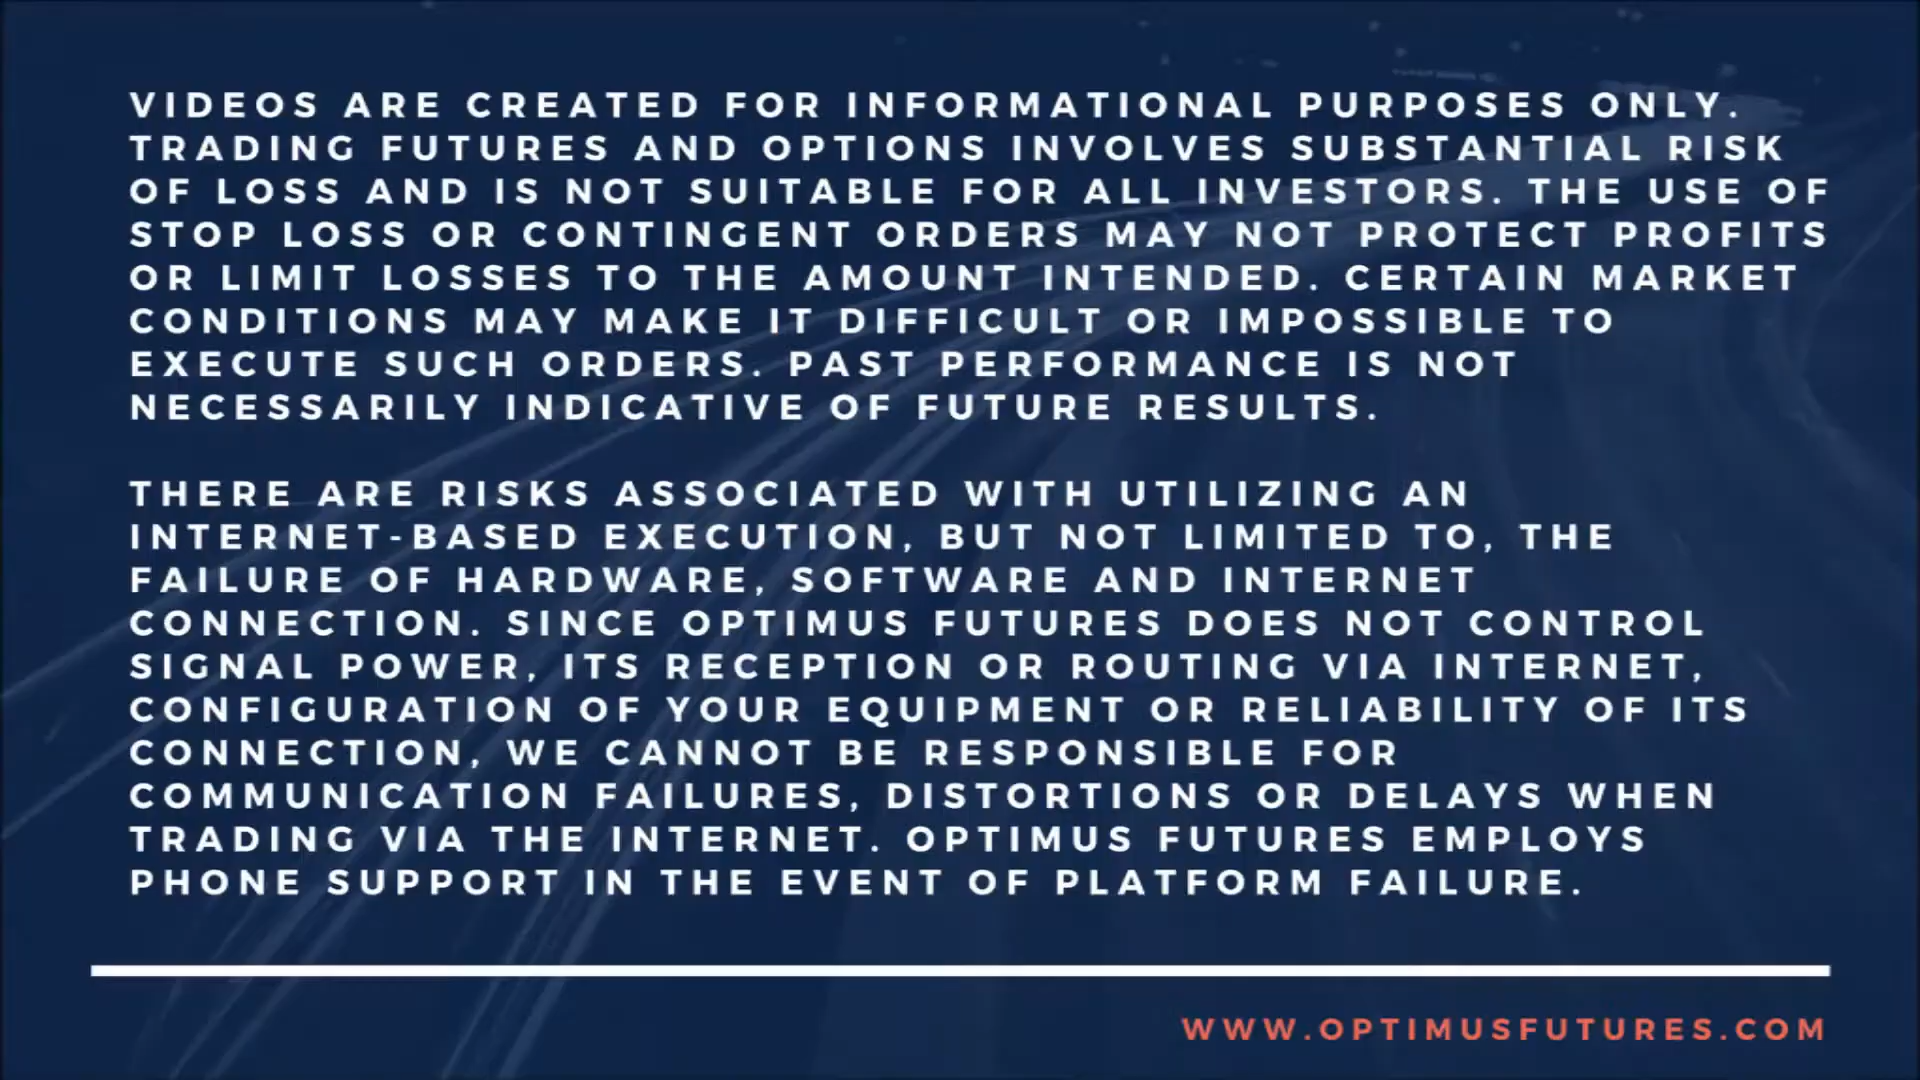 VIDEOS ARE CREATED FOR INFORMATIONAL PURPOSES ONLY.
TRADING FUTURES AND OPTIONS INVOLVES SUBSTANTIAL RISK
OF LOSS AND IS NOT SUITABLE FOR ALL INVESTORS. THE USE OF
STOP LOSS OR CONTINGENT ORDERS MAY NOT PROTECT PROFITS
OR LIMIT LOSSES TO THE AMOUNT INTENDED. CERTAIN MARKET
CONDITIONS MAY MAKE IT DIFFICULT OR IMPOSSIBLE TO
EXECUTE SUCH ORDERS. PAST PERFORMANCE IS NOT
NECESSARILY INDICATIVE OF FUTURE RESULTS.
THERE ARE RISKS ASSOCIATED WITH UTILIZING AN
INTERNET-BASED EXECUTION, BUT NOT LIMITED TO, THE
FAILURE OF HARDWARE, SOFTWARE AND INTERNET
CONNECTION. SINCE OPTIMUS FUTURES DOES NOT CONTROL
SIGNAL POWER, ITS RECEPTION OR ROUTING VIA INTERNET,
CONFIGURATION OF YOUR EQUIPMENT OR RELIABILITY OF ITS
CONNECTION, WE CANNOT BE RESPONSIBLE FOR
COMMUNICATION FAILURES, DISTORTIONS OR DELAYS WHEN
TRADING VIA THE INTERNET. OPTIMUS FUTURES EMPLOYS
PHONE SUPPORT IN THE EVENT OF PLATFORM FAILURE.
WWW.OPTIMUSFUTURES.COM